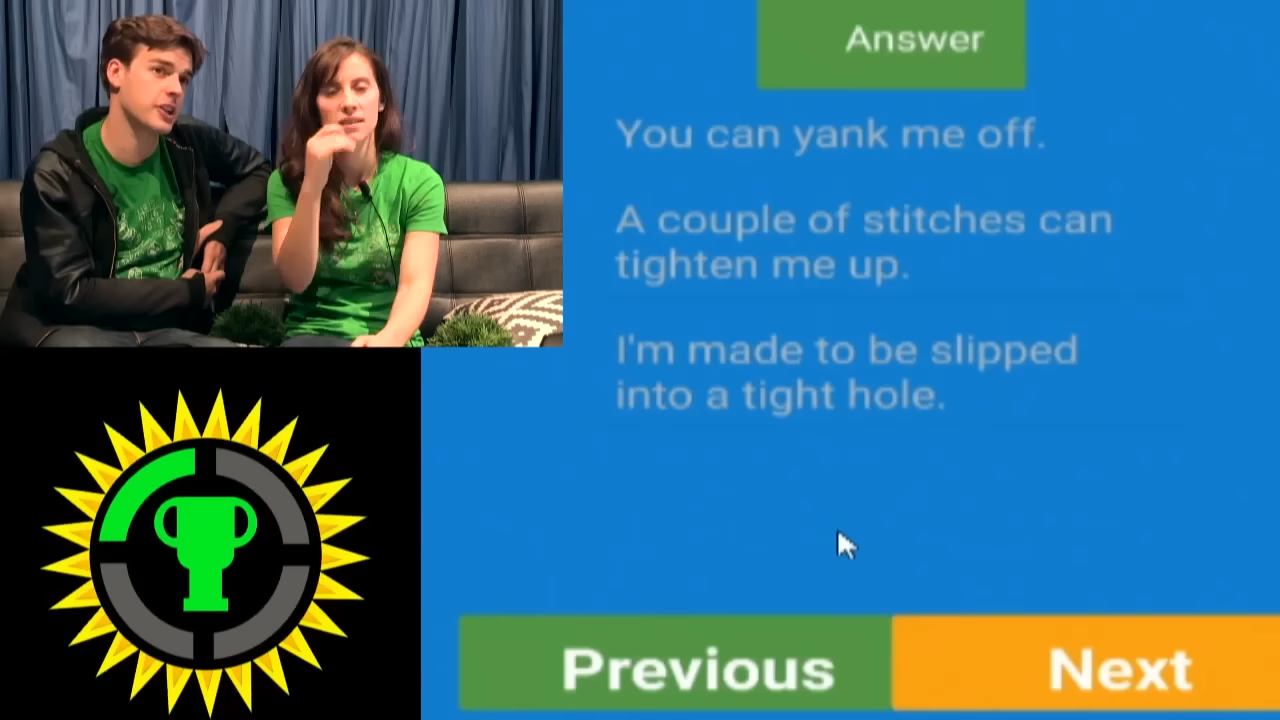 Answer
You can yank me off.
A couple of stitches can
tighten me up.
I'm made to be slipped
into a tight hole.
Previous
Next